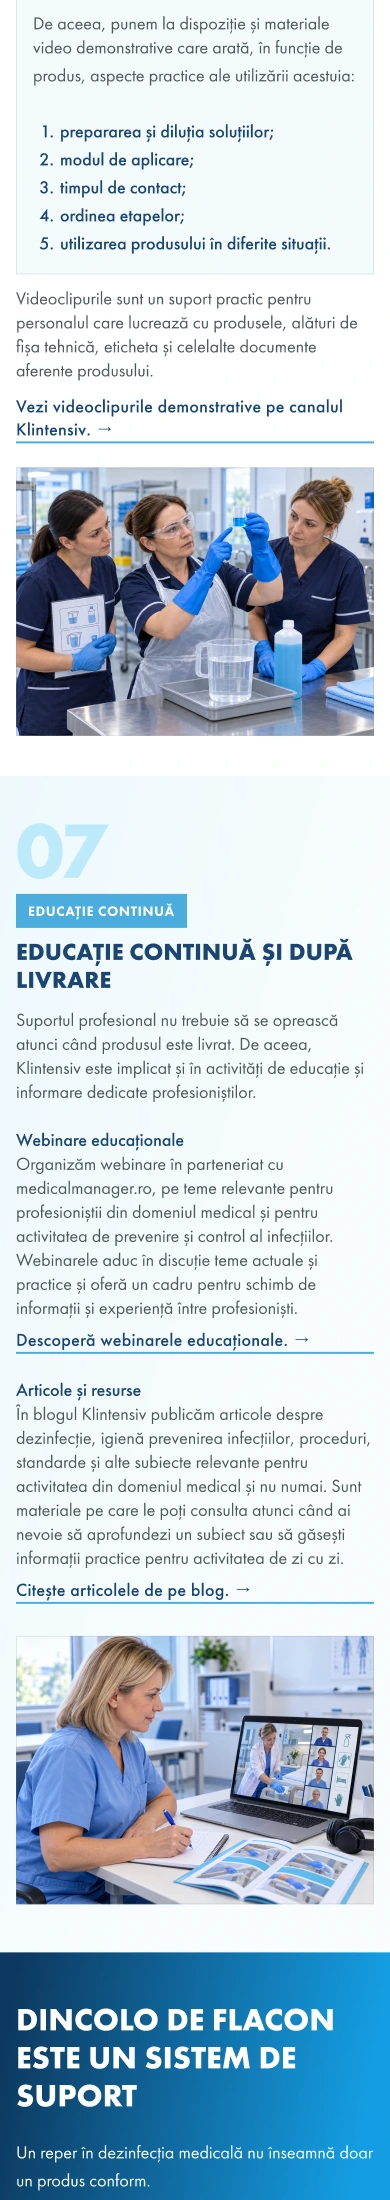 De aceea, punem la dispoziție și materiale
video demonstrative care arată, în funcție de
produs, aspecte practice ale utilizării acestuia:
1. prepararea și diluția soluțiilor;
2. modul de aplicare;
3. timpul de contact;
4. ordinea etapelor;
5. utilizarea produsului în diferite situații.
Videoclipurile sunt un suport practic pentru
personalul care lucrează cu produsele, alături de
fișa tehnică, eticheta și celelalte documente
aferente produsului.
Vezi videoclipurile demonstrative pe canalul
Klintensiv. →
07
EDUCAȚIE CONTINUĂ
EDUCAȚIE CONTINUĂ ȘI DUPĂ
LIVRARE
Suportul profesional nu trebuie să se oprească
atunci când produsul este livrat. De aceea,
Klintensiv este implicat și în activități de educație și
informare dedicate profesioniștilor.
Webinare educaționale
Organizăm webinare în parteneriat cu
medicalmanager.ro, pe teme relevante pentru
profesioniștii din domeniul medical și pentru
activitatea de prevenire și control al infecțiilor.
Webinarele aduc în discuție teme actuale și
practice și oferă un cadru pentru schimb de
informații și experiență între profesioniști.
Descoperă webinarele educaționale. →
Articole și resurse
În blogul Klintensiv publicăm articole despre
dezinfecție, igienă prevenirea infecțiilor, proceduri,
standarde și alte subiecte relevante pentru
activitatea din domeniul medical și nu numai. Sunt
materiale pe care le poți consulta atunci când ai
nevoie să aprofundezi un subiect sau să găsești
informații practice pentru activitatea de zi cu zi.
Citește articolele de pe blog. →
DINCOLO DE FLACON
ESTE UN SISTEM DE
SUPORT
Un reper în dezinfecția medicală nu înseamnă doar
un produs conform.